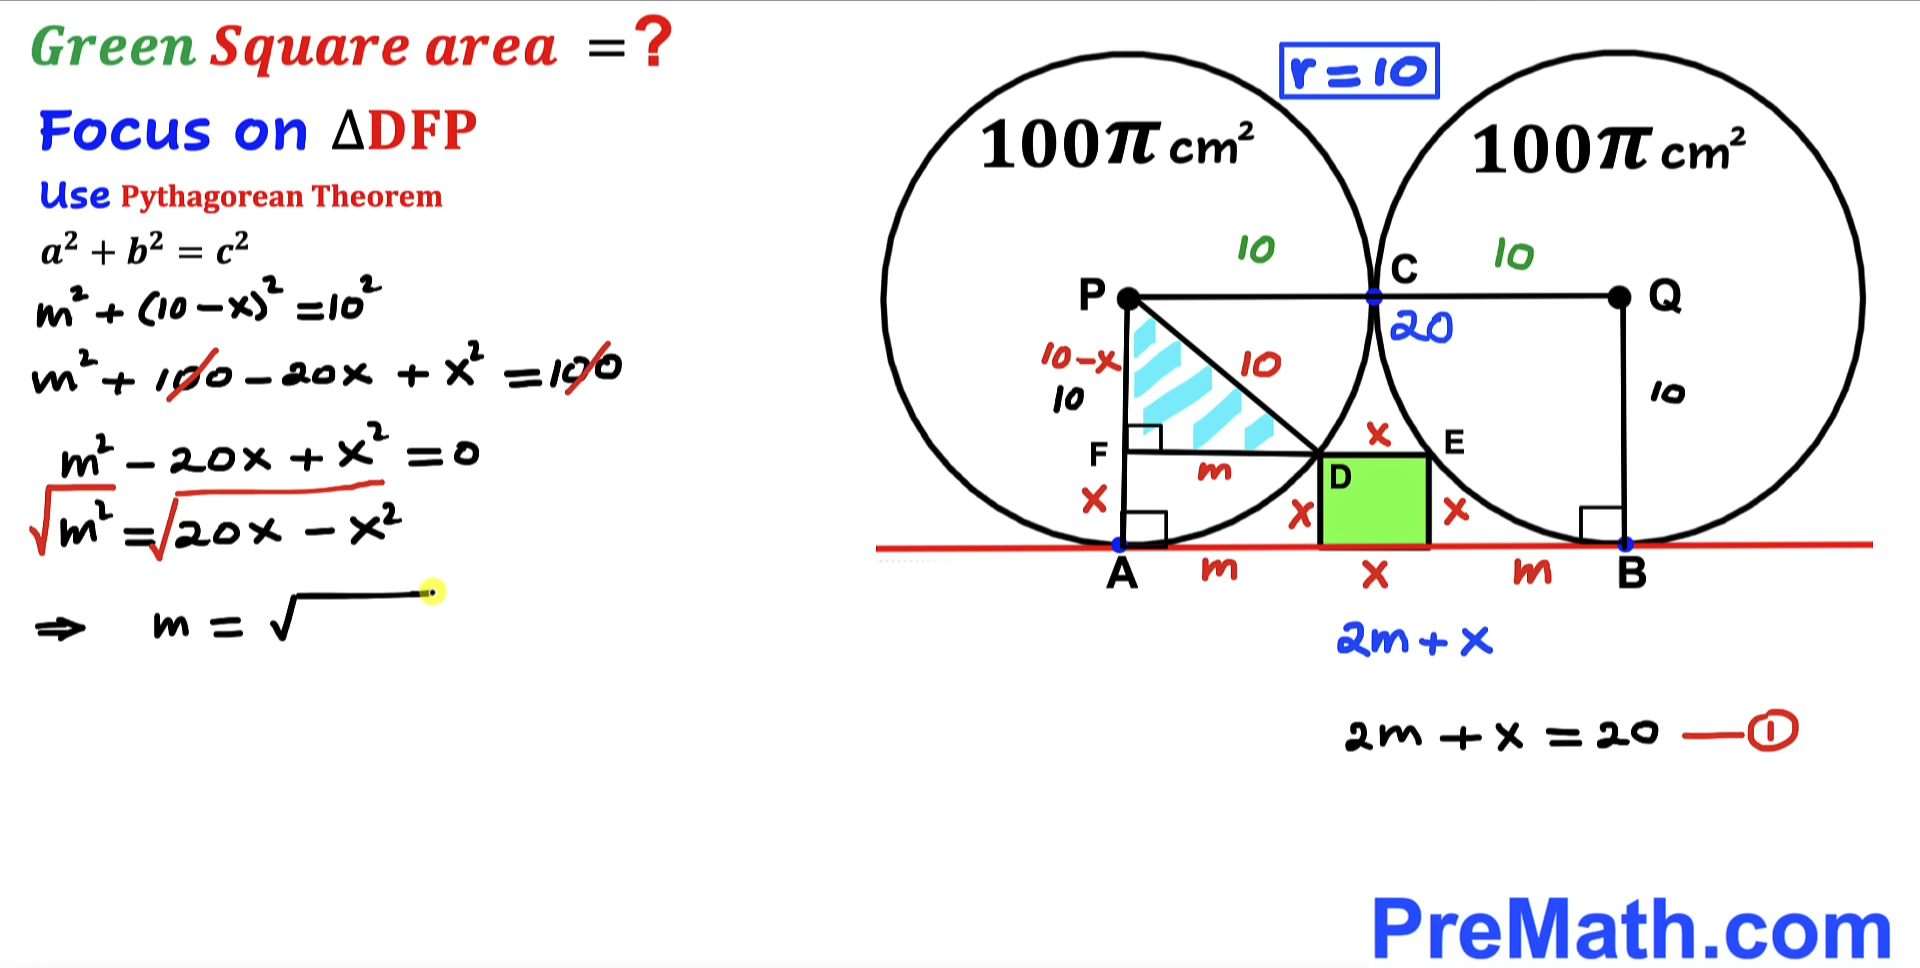 Green Square area = ?
Focus on ΔDFP
Use Pythagorean Theorem
a² + b² = c²
m² + (10 – x)² = 10²
m² + 100 – 20x + x² = 100
m² – 20x + x² = 0
√m² = √20x – x²
⇒ m = √
r = 10
100π cm²
100π cm²
10
10
P
C
Q
20
10 – x
10
10
10
F
m
x
E
D
x
x
x
A
m
x
m
B
2m + x
2m + x = 20 — ①
PreMath.com